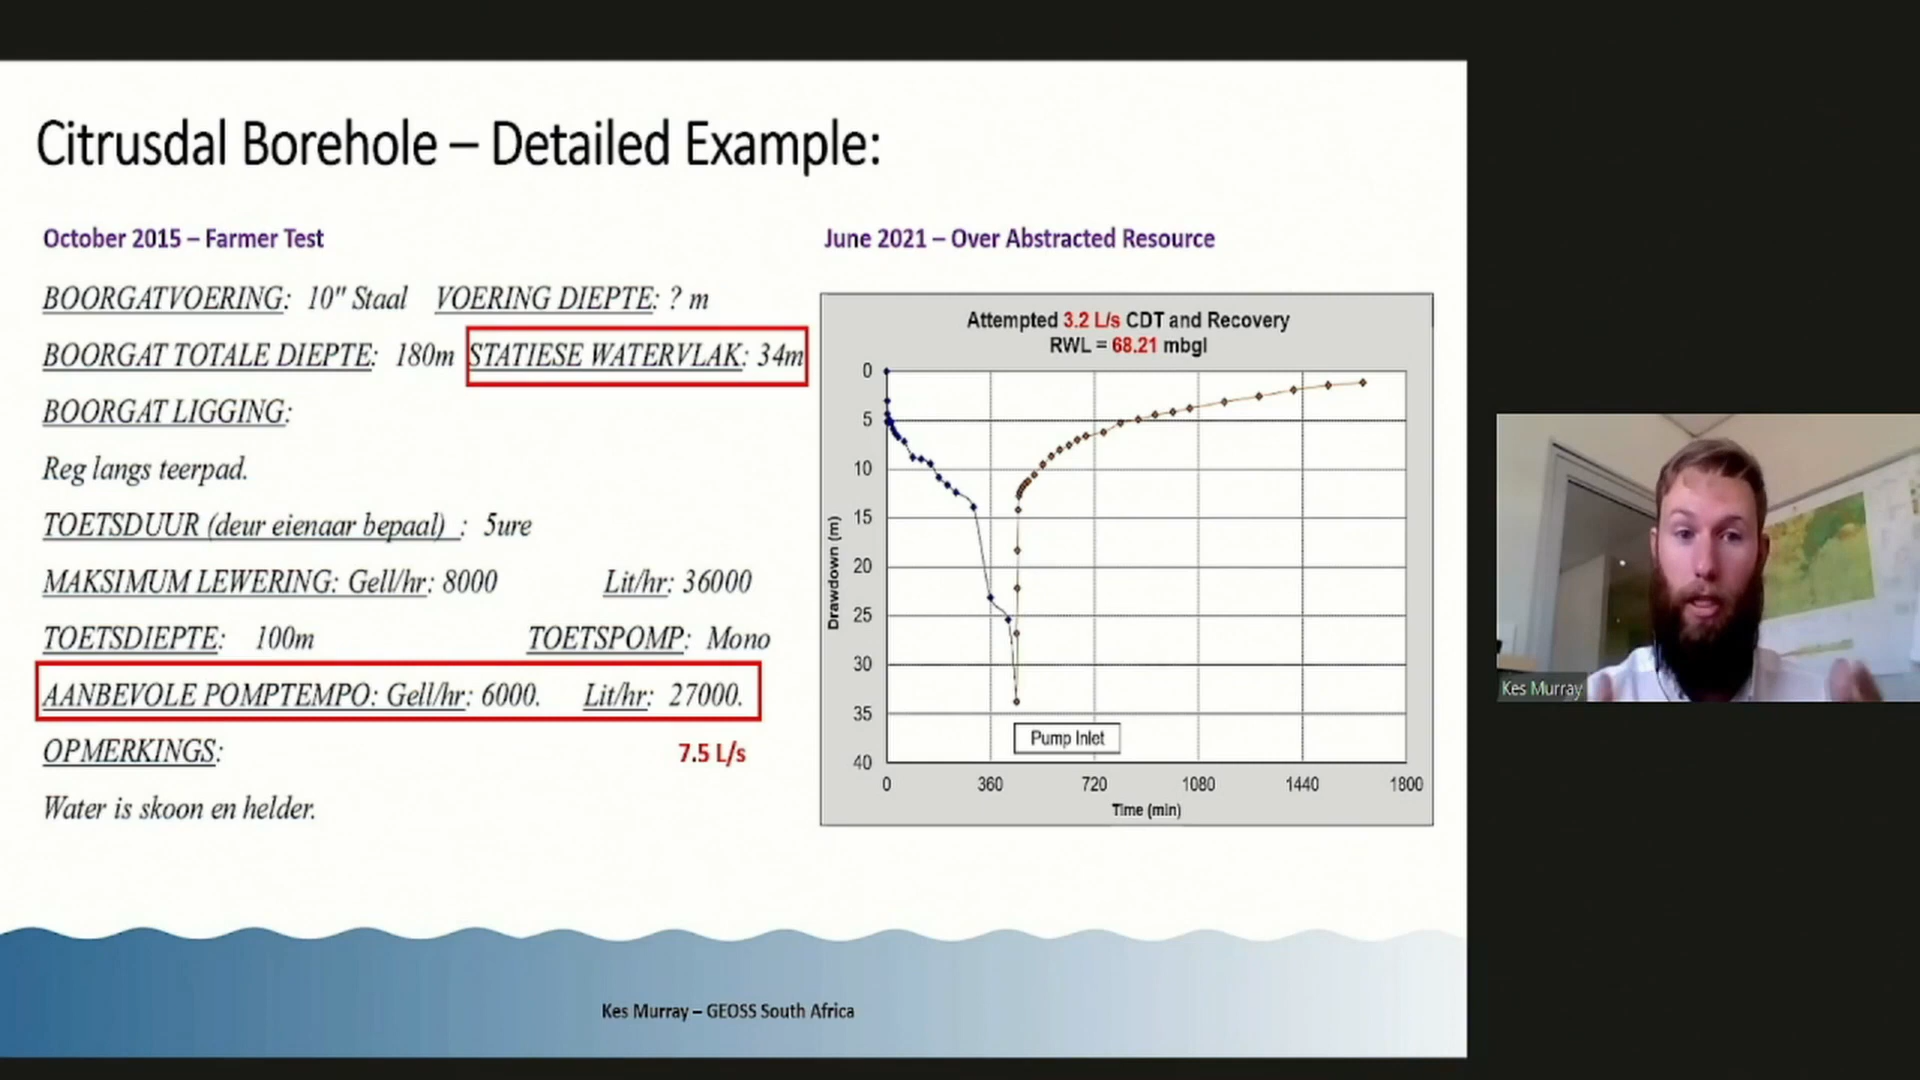 Citrusdal Borehole – Detailed Example:
October 2015 – Farmer Test
BOORGATVOERING: 10" Staal VOERING DIEPTE: ? m
BOORGAT TOTALE DIEPTE: 180m STATIESE WATERVLAK: 34m
BOORGAT LIGGING:
Reg langs teerpad.
TOETSDUUR (deur eienaar bepaal) : 5ure
MAKSIMUM LEWERING: Gell/hr: 8000 Lit/hr: 36000
TOETSDIEPTE: 100m TOETSPOMP: Mono
AANBEVOLE POMPTEMPO: Gell/hr: 6000. Lit/hr: 27000.
OPMERKINGS: 7.5 L/s
Water is skoon en helder.
June 2021 – Over Abstracted Resource
Attempted 3.2 L/s CDT and Recovery
RWL = 68.21 mbgl
Drawdown (m)
0
5
10
15
20
25
30
35
40
Pump Inlet
0 360 720 1080 1440 1800
Time (min)
Kes Murray – GEOSS South Africa
Kes Murray